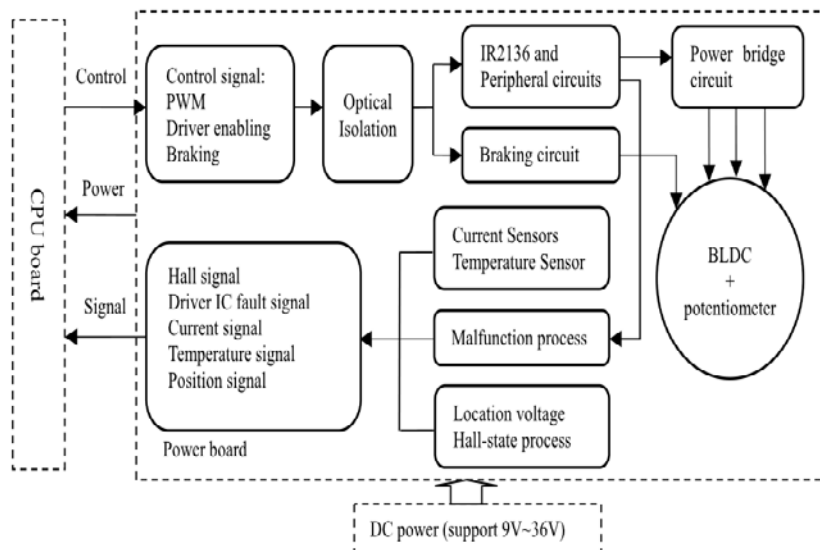 CPU board
Control
Power
Signal
Control signal:
PWM
Driver enabling
Braking
Optical
Isolation
IR2136 and
Peripheral circuits
Power bridge
circuit
Braking circuit
BLDC
+
potentiometer
Current Sensors
Temperature Sensor
Malfunction process
Location voltage
Hall-state process
Hall signal
Driver IC fault signal
Current signal
Temperature signal
Position signal
Power board
DC power (support 9V~36V)